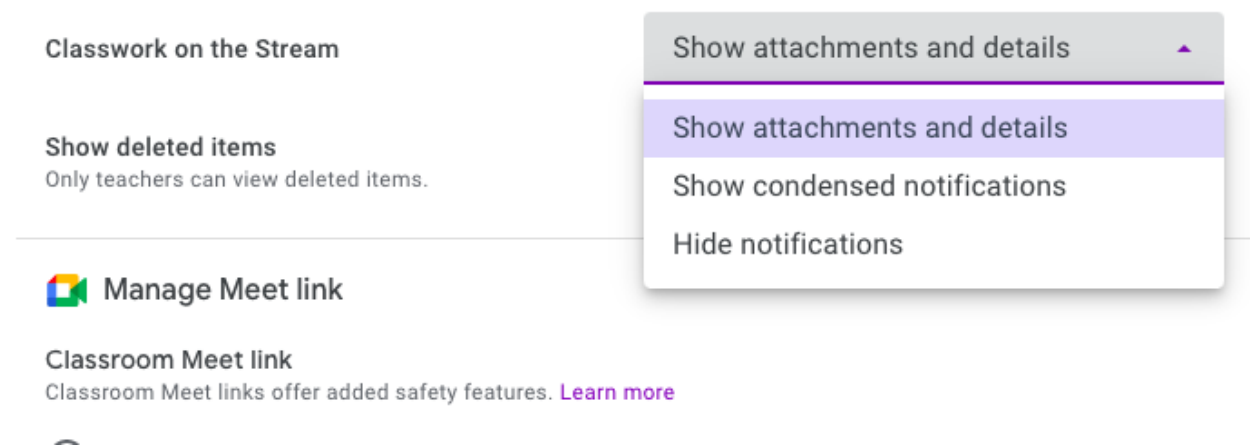 Classwork on the Stream
Show attachments and details
Show attachments and details
Show condensed notifications
Hide notifications
Show deleted items
Only teachers can view deleted items.
Manage Meet link
Classroom Meet link
Classroom Meet links offer added safety features. Learn more